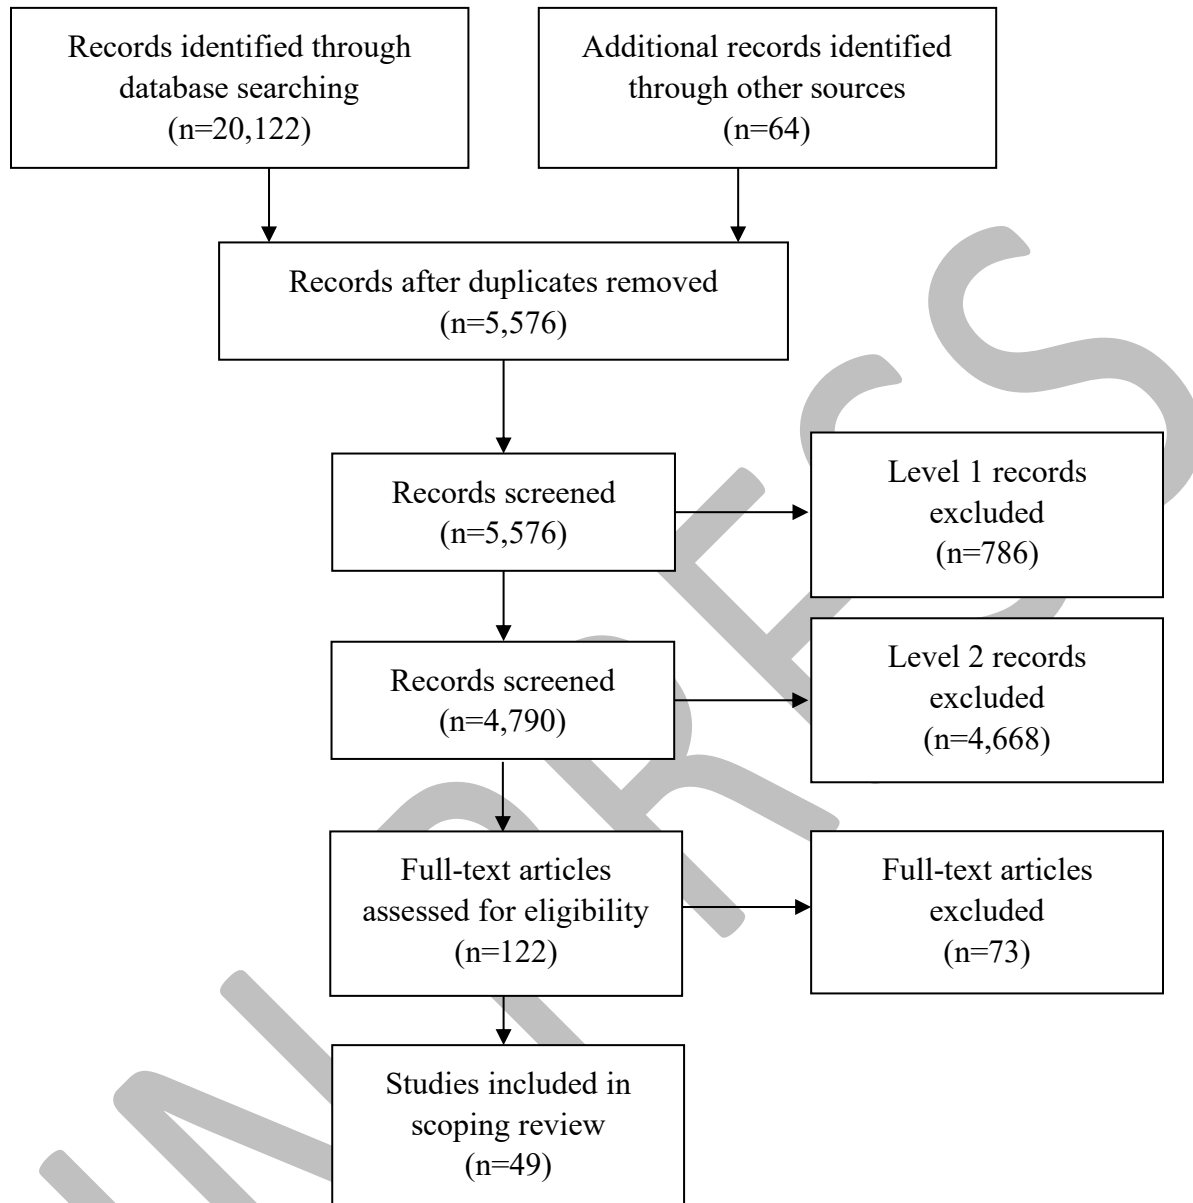 Records identified through
database searching
(n=20,122)
Additional records identified
through other sources
(n=64)
Records after duplicates removed
(n=5,576)
Records screened
(n=5,576)
Level 1 records
excluded
(n=786)
Records screened
(n=4,790)
Level 2 records
excluded
(n=4,668)
Full-text articles
assessed for eligibility
(n=122)
Full-text articles
excluded
(n=73)
Studies included in
scoping review
(n=49)
IN PRESS